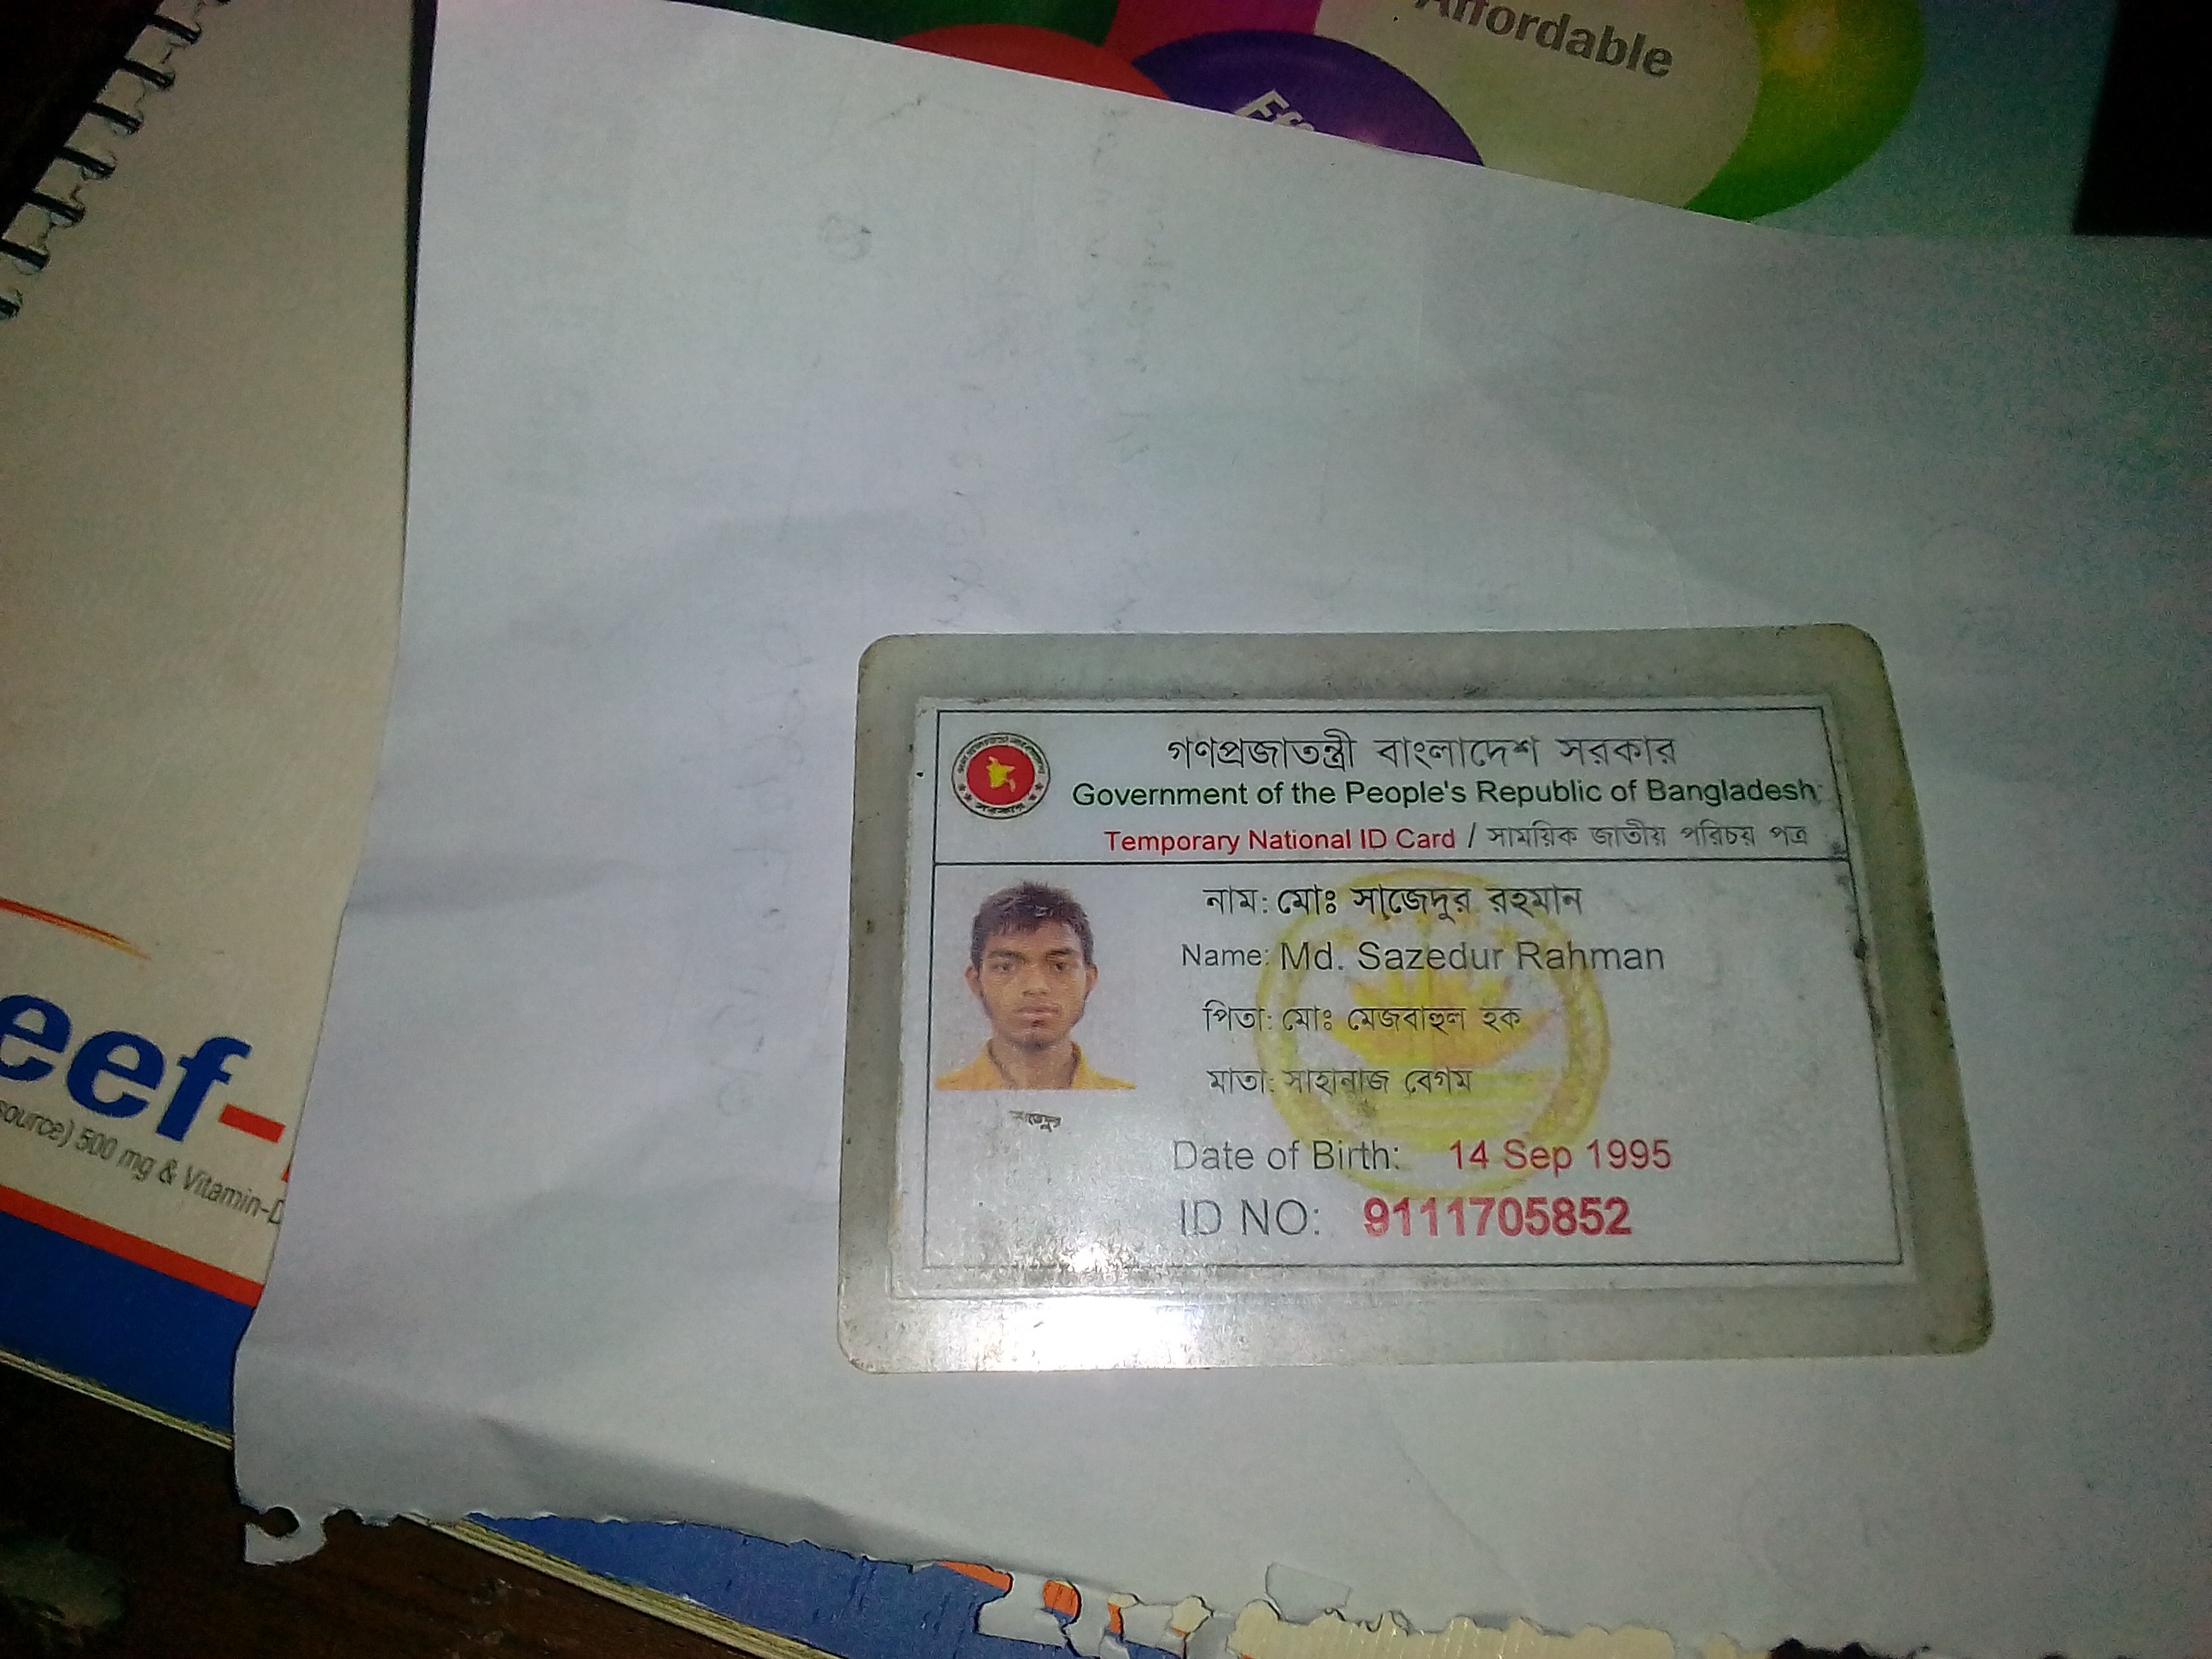 Affordable
গণপ্রজাতন্ত্রী বাংলাদেশ সরকার
Government of the People's Republic of Bangladesh
Temporary National ID Card / সাময়িক জাতীয় পরিচয় পত্র
নাম: মোঃ সাজেদুর রহমান
Name: Md. Sazedur Rahman
পিতা: মোঃ মেজবাহুল হক
মাতা: সাহানাজ বেগম
Date of Birth: 14 Sep 1995
ID NO: 9111705852
eef-
source) 500 mg & Vitamin-D